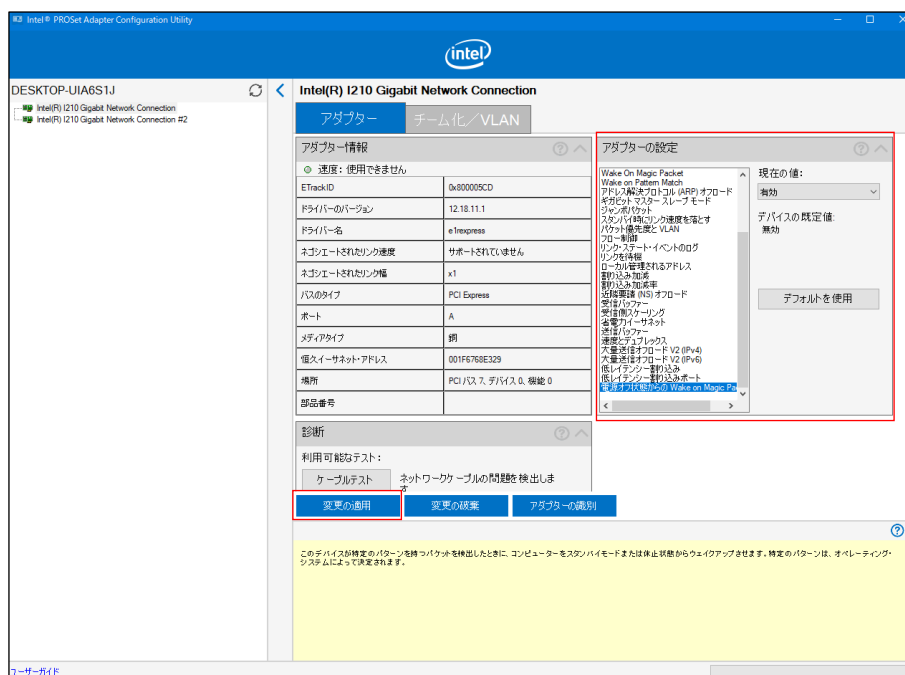 Intel® PROSet Adapter Configuration Utility
intel
DESKTOP-UIA6S1J
Intel(R) I210 Gigabit Network Connection
Intel(R) I210 Gigabit Network Connection #2
Intel(R) I210 Gigabit Network Connection
アダプター
チーム化／VLAN
アダプター情報
速度: 使用できません
ETrackID
0x800005CD
ドライバーのバージョン
12.18.11.1
ドライバー名
e1rexpress
ネゴシエートされたリンク速度
サポートされていません
ネゴシエートされたリンク幅
x1
バスのタイプ
PCI Express
ポート
A
メディアタイプ
銅
恒久イーサネット・アドレス
001F6768E329
場所
PCI バス 7, デバイス 0, 機能 0
部品番号
診断
利用可能なテスト:
ケーブルテスト
ネットワークケーブルの問題を検出しま
す
アダプターの設定
Wake On Magic Packet
Wake on Pattern Match
アドレス解決プロトコル (ARP) オフロード
ギガビット マスター スレーブ モード
ジャンボパケット
スタンバイ時にリンク速度を落とす
パケット優先度と VLAN
フロー制御
リンク・ステート・イベントのログ
リンクを待機
ローカル管理されるアドレス
割り込み加減
割り込み加減率
近隣要請 (NS) オフロード
受信バッファー
受信側スケーリング
省電力イーサネット
送信バッファー
速度とデュプレックス
大量送信オフロード V2 (IPv4)
大量送信オフロード V2 (IPv6)
低レイテンシー割り込み
低レイテンシー割り込みポート
電源オフ状態からの Wake on Magic Pa
現在の値:
有効
デバイスの既定値:
無効
デフォルトを使用
変更の適用
変更の破棄
アダプターの識別
このデバイスが特定のパターンを持つパケットを検出したときに、コンピューターをスタンバイモードまたは休止状態からウェイクアップさせます。特定のパターンは、オペレーティング・
システムによって決定されます。
ユーザーガイド